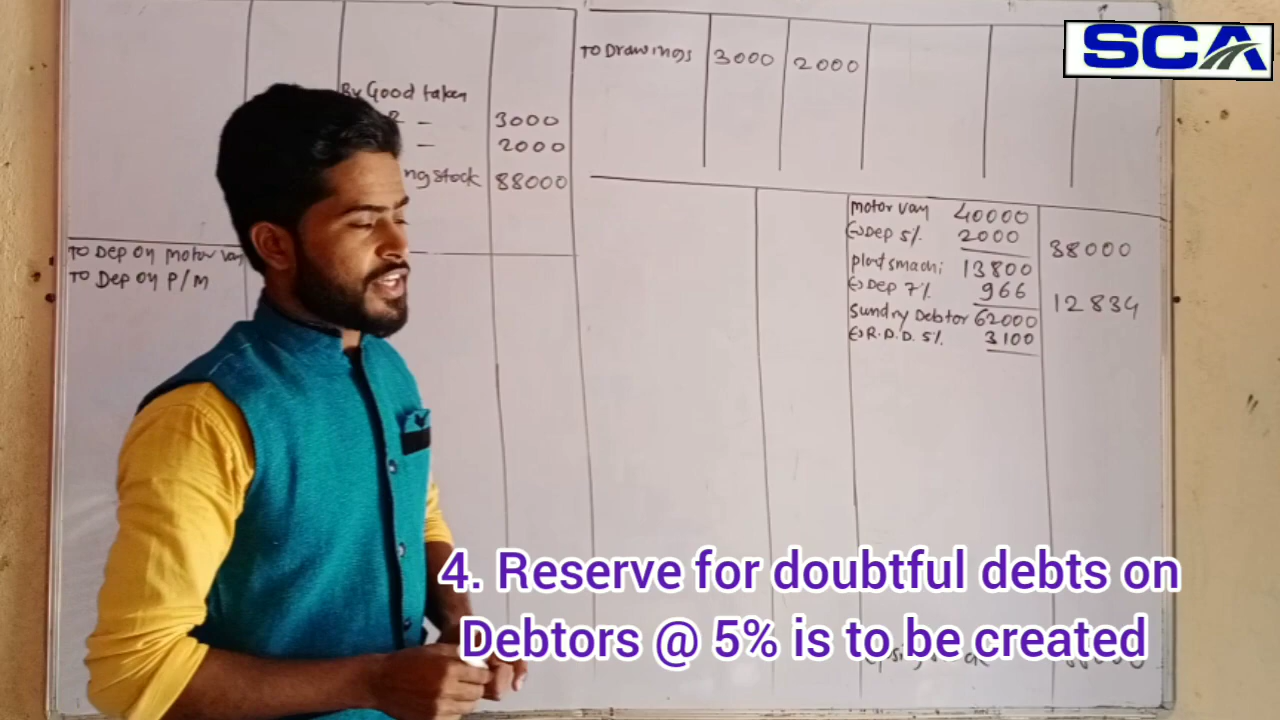 SCA
To Drawings 3000 2000
By Good taken
3000
2000
ng stock 88000
To Dep on motor van
To Dep on P/M
motor van 40000
(-) Dep 5% 2000 38000
13800
(-) Dep 7% 966 12834
Sundry Debtor 62000
(-) R.D.D. 5% 3100
4. Reserve for doubtful debts on
Debtors @ 5% is to be created